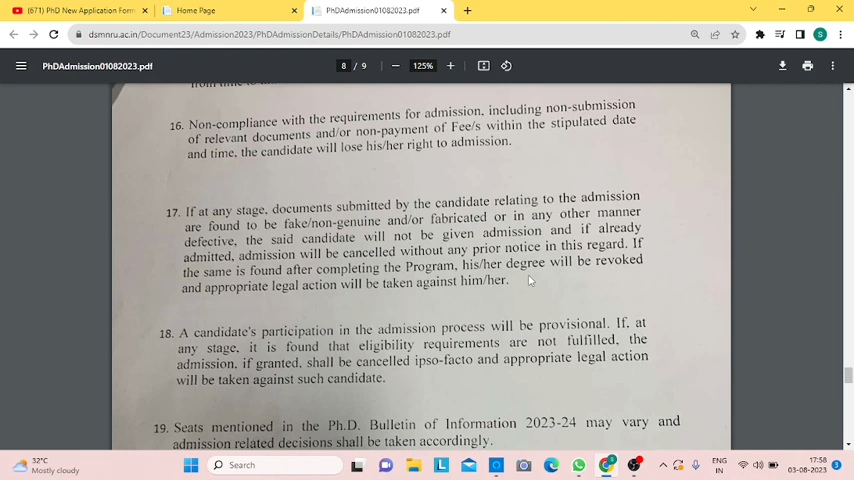 (671) PhD New Application Form
Home Page
PhDAdmission01082023.pdf
dsmnru.ac.in/Document23/Admission2023/PhDAdmissionDetails/PhDAdmission01082023.pdf
S
PhDAdmission01082023.pdf
8 / 9
125%
16. Non-compliance with the requirements for admission, including non-submission
of relevant documents and/or non-payment of Fee/s within the stipulated date
and time, the candidate will lose his/her right to admission.
17. If at any stage, documents submitted by the candidate relating to the admission
are found to be fake/non-genuine and/or fabricated or in any other manner
defective, the said candidate will not be given admission and if already
admitted, admission will be cancelled without any prior notice in this regard. If
the same is found after completing the Program, his/her degree will be revoked
and appropriate legal action will be taken against him/her.
18. A candidate's participation in the admission process will be provisional. If, at
any stage, it is found that eligibility requirements are not fulfilled, the
admission, if granted, shall be cancelled ipso-facto and appropriate legal action
will be taken against such candidate.
19. Seats mentioned in the Ph.D. Bulletin of Information 2023-24 may vary and
admission related decisions shall be taken accordingly.
32°C
Mostly cloudy
Search
ENG
IN
17:58
03-08-2023